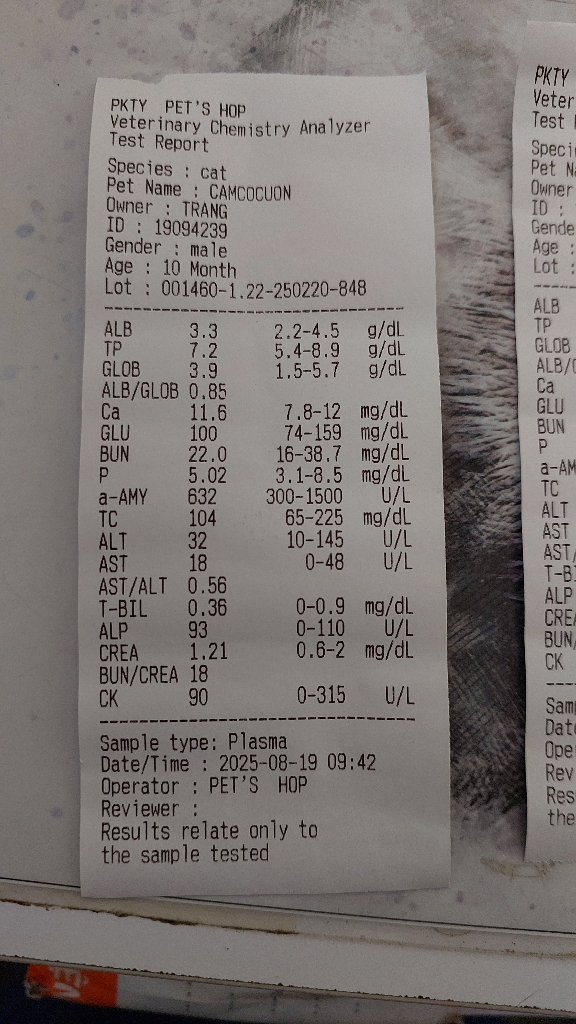 PKTY PET'S HOP
Veterinary Chemistry Analyzer
Test Report
Species : cat
Pet Name : CAMCOCUON
Owner : TRANG
ID : 19094239
Gender : male
Age : 10 Month
Lot : 001460-1.22-250220-848
ALB 3.3 2.2-4.5 g/dL
TP 7.2 5.4-8.9 g/dL
GLOB 3.9 1.5-5.7 g/dL
ALB/GLOB 0.85
Ca 11.6 7.8-12 mg/dL
GLU 100 74-159 mg/dL
BUN 22.0 16-38.7 mg/dL
P 5.02 3.1-8.5 mg/dL
a-AMY 632 300-1500 U/L
TC 104 65-225 mg/dL
ALT 32 10-145 U/L
AST 18 0-48 U/L
AST/ALT 0.56
T-BIL 0.36 0-0.9 mg/dL
ALP 93 0-110 U/L
CREA 1.21 0.6-2 mg/dL
BUN/CREA 18
CK 90 0-315 U/L
Sample type: Plasma
Date/Time : 2025-08-19 09:42
Operator : PET'S HOP
Reviewer :
Results relate only to
the sample tested
PKTY
Veter
Test
Speci
Pet N
Owner
ID :
Gende
Age :
Lot :
ALB
TP
GLOB
ALB/
Ca
GLU
BUN
P
a-AM
TC
ALT
AST
AST/
T-B
ALP
CRE
BUN/
CK
Sam
Dat
Ope
Rev
Res
the